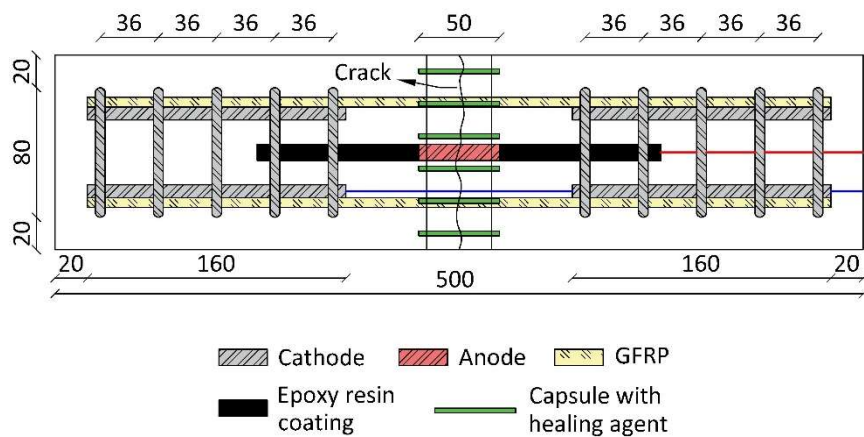 36 36 36 36 50 36 36 36 36
20
Crack
80
20
20 160 160 20
500
Cathode Anode GFRP
Epoxy resin Capsule with
coating healing agent